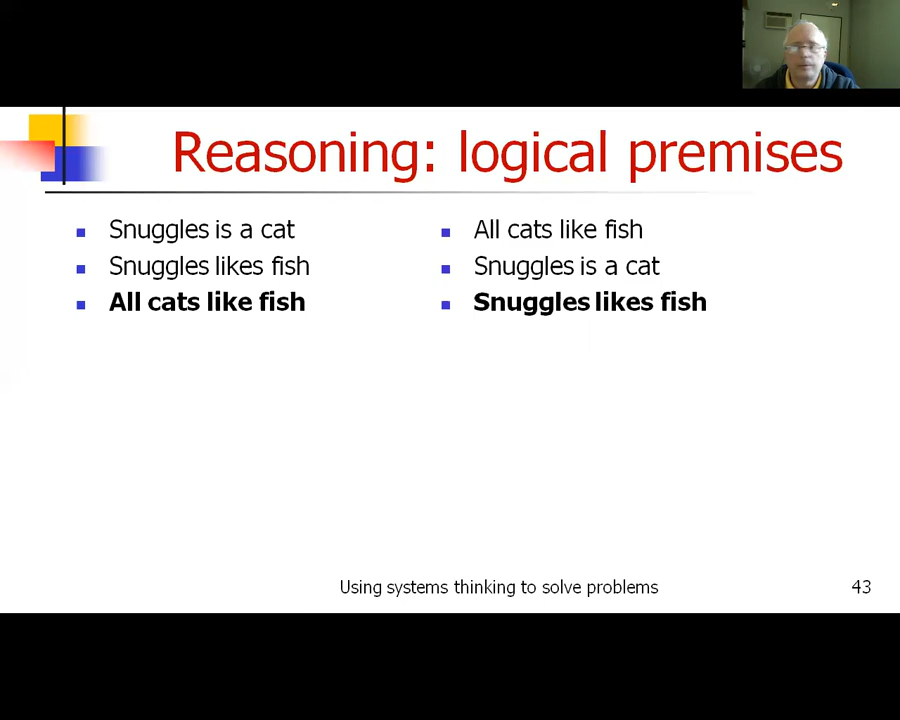 Reasoning: logical premises
Snuggles is a cat
Snuggles likes fish
All cats like fish
All cats like fish
Snuggles is a cat
Snuggles likes fish
Using systems thinking to solve problems
43